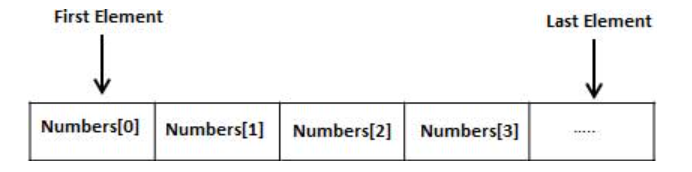 First Element
Last Element
Numbers[0] Numbers[1] Numbers[2] Numbers[3] .....